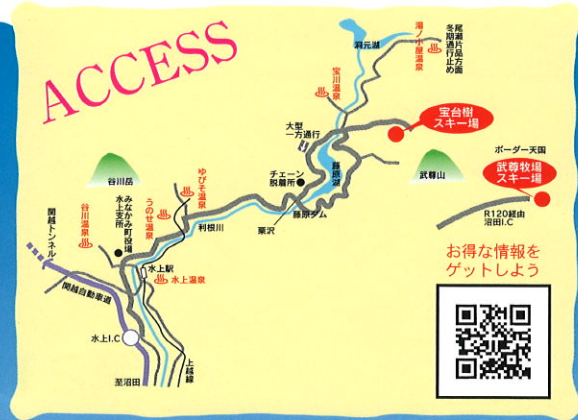 ACCESS
洞元湖
湯ノ小屋温泉
尾瀬片品方面
冬期通行止め
宝川温泉
宝台樹
スキー場
大型
一方通行
ボーダー天国
谷川岳
武尊山
武尊牧場
スキー場
チェーン
脱着所
藤原湖
ゆびそ温泉
うのせ温泉
みなかみ町役場
水上支所
谷川温泉
利根川
粟沢
藤原ダム
R120経由
沼田I.C
関越トンネル
水上駅
水上温泉
お得な情報を
ゲットしよう
関越自動車道
水上I.C
上越線
至沼田